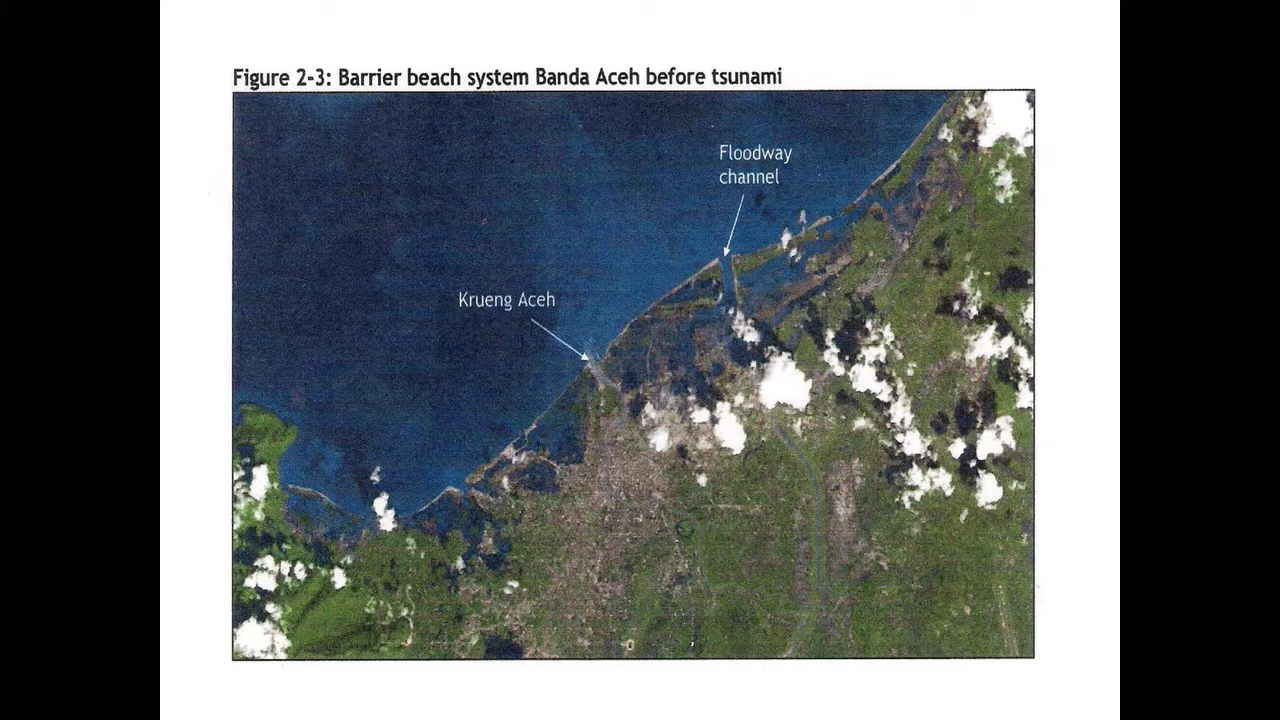 Figure 2-3: Barrier beach system Banda Aceh before tsunami
Floodway
channel
Krueng Aceh